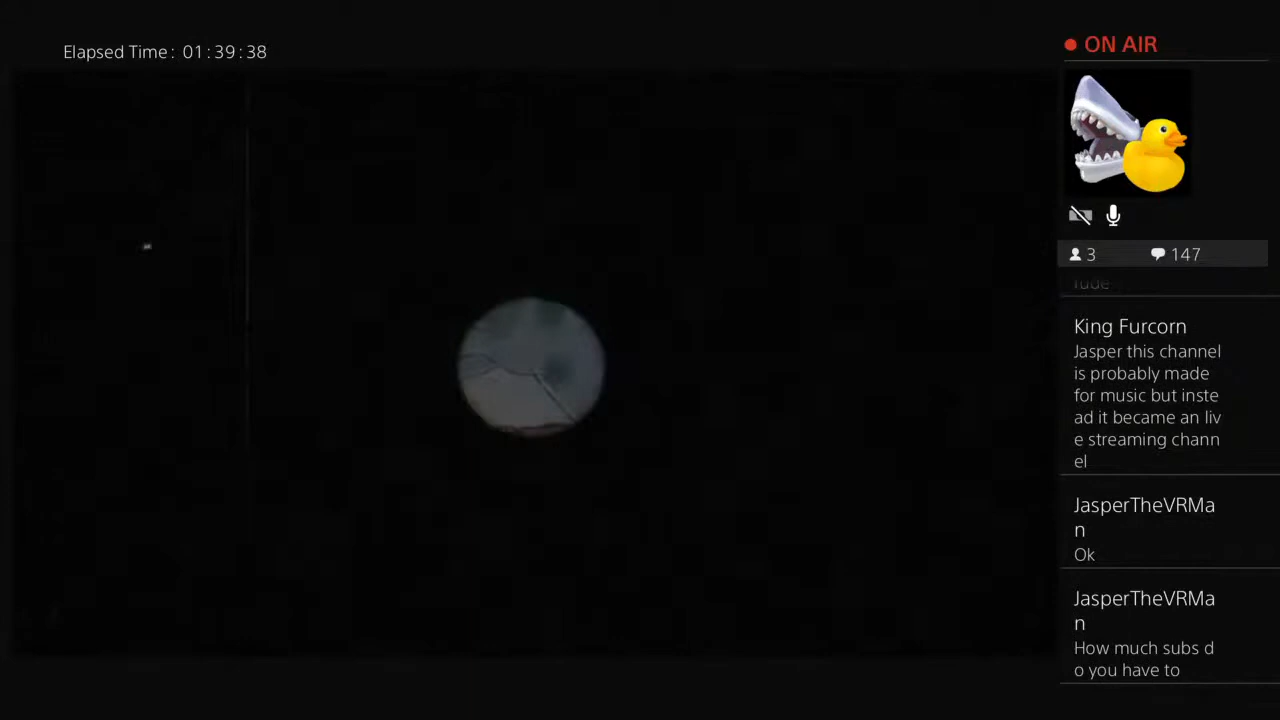 Elapsed Time: 01:39:38
ON AIR
3 147
King Furcorn
Jasper this channel
is probably made
for music but inste
ad it became an liv
e streaming chann
el
JasperTheVRMa
n
Ok
JasperTheVRMa
n
How much subs d
o you have to